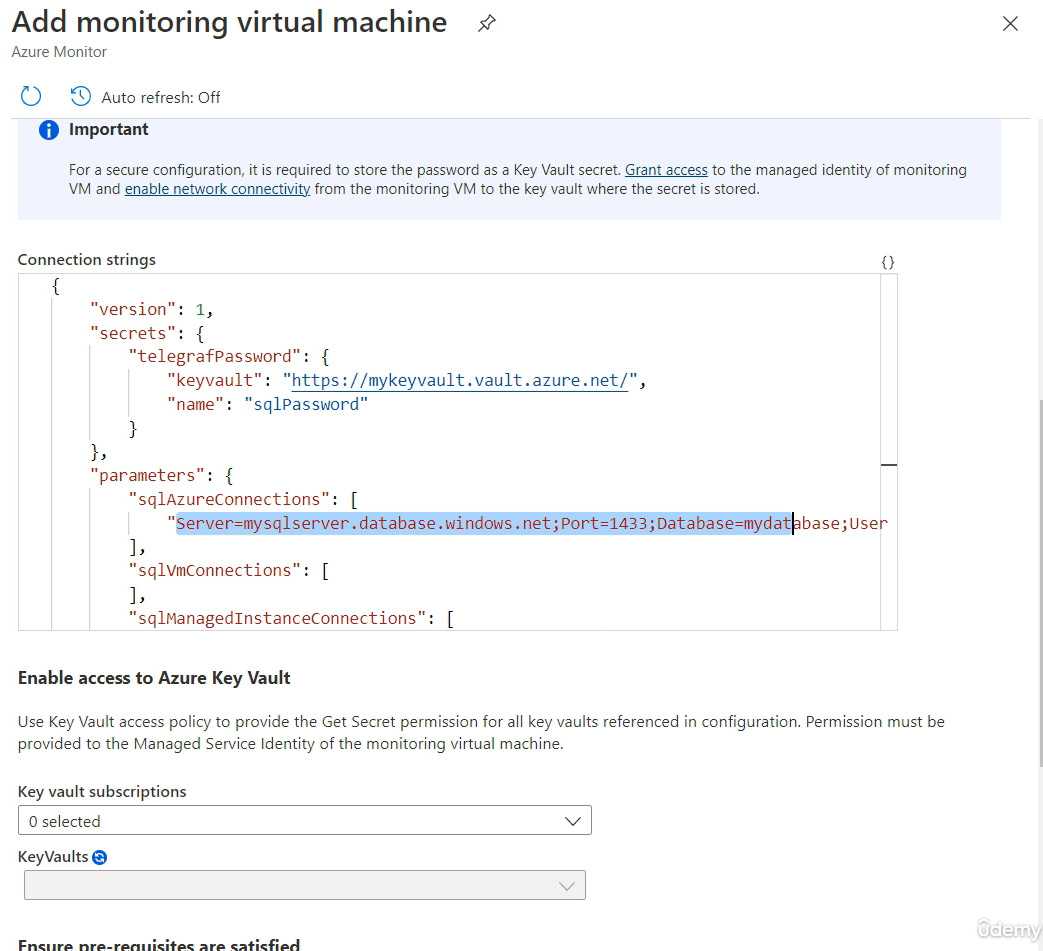 Add monitoring virtual machine
Azure Monitor
Auto refresh: Off
Important
For a secure configuration, it is required to store the password as a Key Vault secret. Grant access to the managed identity of monitoring
VM and enable network connectivity from the monitoring VM to the key vault where the secret is stored.
Connection strings
{}
{
"version": 1,
"secrets": {
"telegrafPassword": {
"keyvault": "https://mykeyvault.vault.azure.net/",
"name": "sqlPassword"
}
},
"parameters": {
"sqlAzureConnections": [
"Server=mysqlserver.database.windows.net;Port=1433;Database=mydatabase;User
],
"sqlVmConnections": [
],
"sqlManagedInstanceConnections": [
Enable access to Azure Key Vault
Use Key Vault access policy to provide the Get Secret permission for all key vaults referenced in configuration. Permission must be
provided to the Managed Service Identity of the monitoring virtual machine.
Key vault subscriptions
0 selected
KeyVaults
Ensure pre-requisites are satisfied
ûdemy